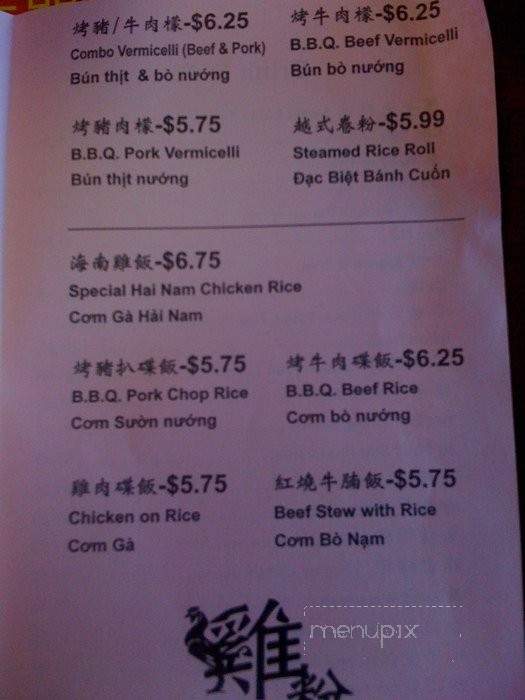 烤豬/牛肉檬-$6.25
Combo Vermicelli (Beef & Pork)
Bún thịt & bò nướng
烤牛肉檬-$6.25
B.B.Q. Beef Vermicelli
Bún bò nướng
烤豬肉檬-$5.75
B.B.Q. Pork Vermicelli
Bún thịt nướng
越式卷粉-$5.99
Steamed Rice Roll
Đạc Biệt Bánh Cuốn
海南雞飯-$6.75
Special Hai Nam Chicken Rice
Cơm Gà Hải Nam
烤豬扒碟飯-$5.75
B.B.Q. Pork Chop Rice
Cơm Sườn nướng
烤牛肉碟飯-$6.25
B.B.Q. Beef Rice
Cơm bò nướng
雞肉碟飯-$5.75
Chicken on Rice
Cơm Gà
紅燒牛腩飯-$5.75
Beef Stew with Rice
Cơm Bò Nạm
雞
粉
menupix